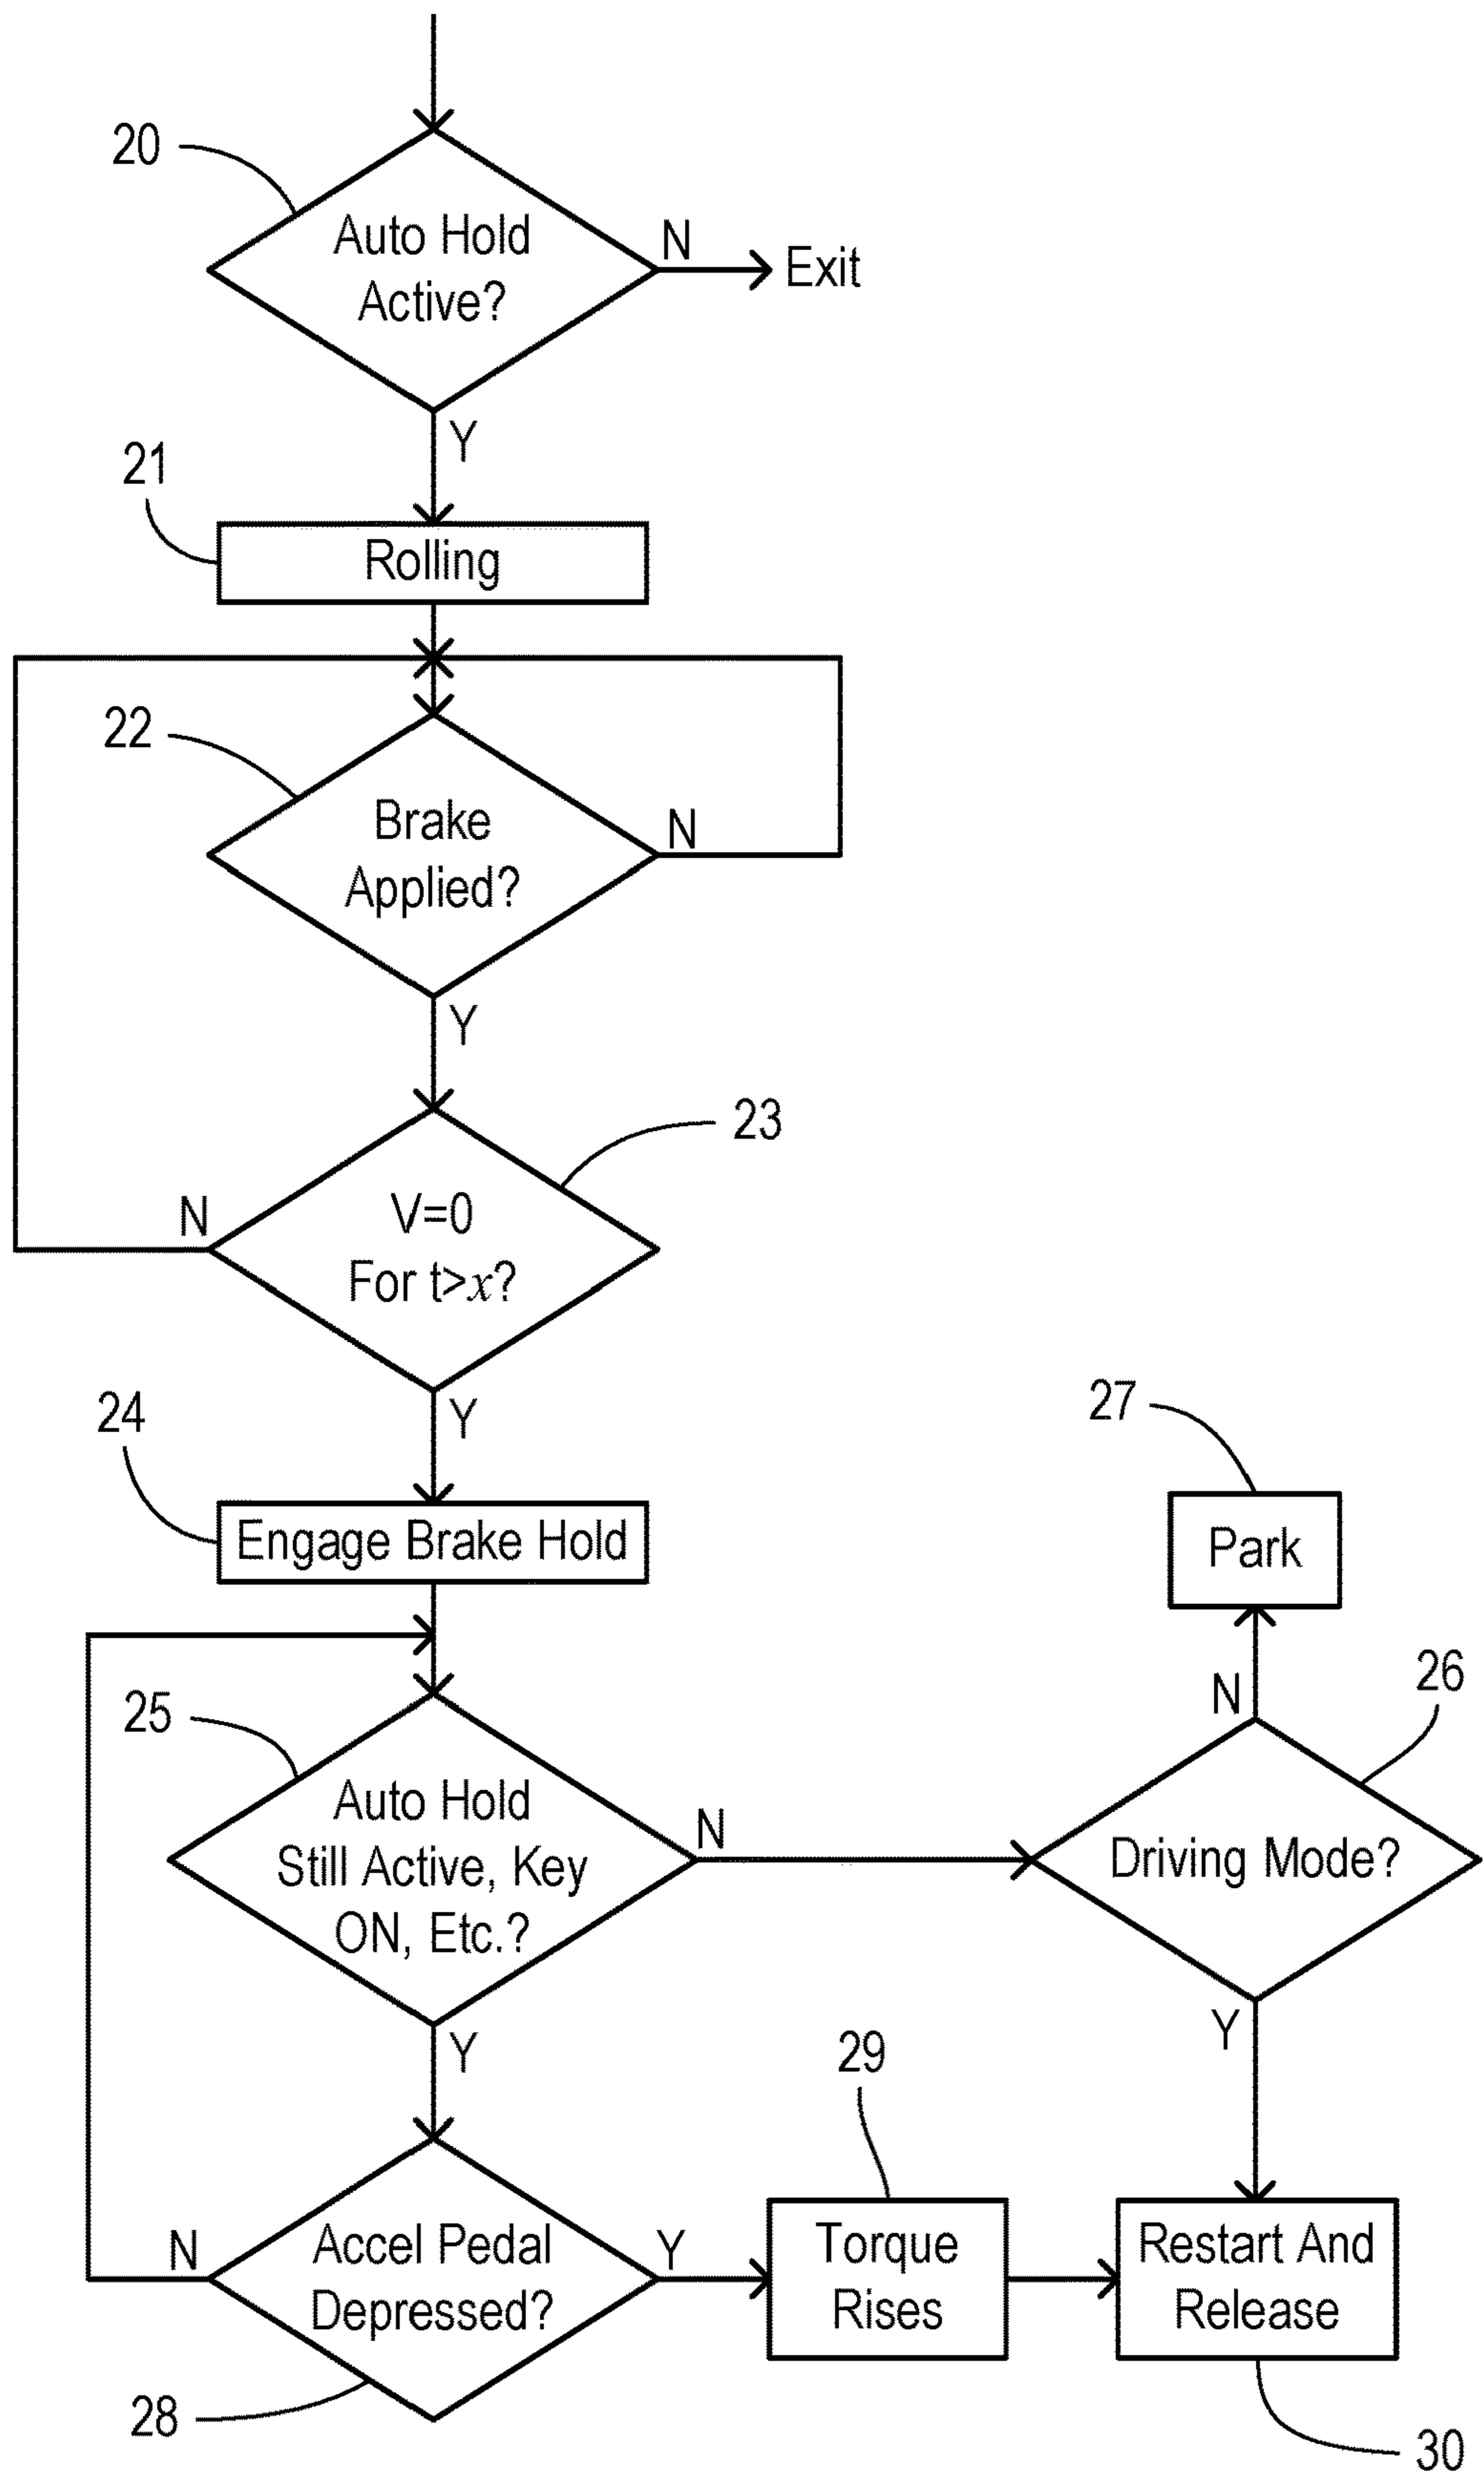 20
Auto Hold
Active?
N
Exit
Y
21
Rolling
22
Brake
Applied?
N
Y
23
V=0
For t>x?
N
Y
24
Engage Brake Hold
27
Park
25
Auto Hold
Still Active, Key
ON, Etc.?
N
N
26
Driving Mode?
Y
Y
28
Accel Pedal
Depressed?
N
Y
29
Torque
Rises
Restart And
Release
30